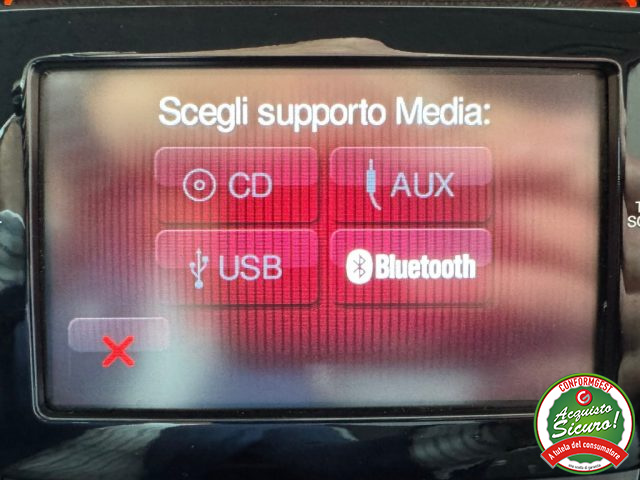 Scegli supporto Media:
CD
AUX
USB
Bluetooth
CONFORMGEST
Acquisto
Sicuro!
A tutela del consumatore